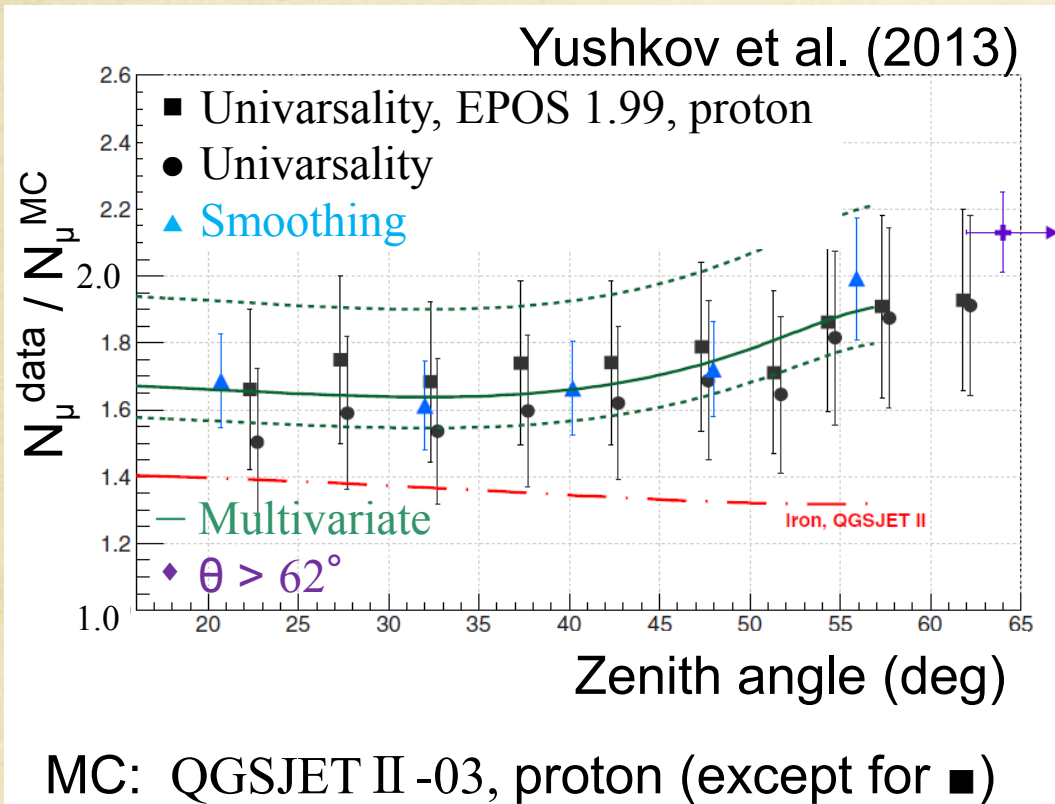 Yushkov et al. (2013)
2.6
2.4
2.2
2.0
1.8
1.6
1.4
1.2
1.0
N_μ^data / N_μ^MC
■ Univarsality, EPOS 1.99, proton
● Univarsality
▲ Smoothing
— Multivariate
♦ θ > 62°
Iron, QGSJET II
20 25 30 35 40 45 50 55 60 65
Zenith angle (deg)
MC: QGSJET Ⅱ-03, proton (except for ■)